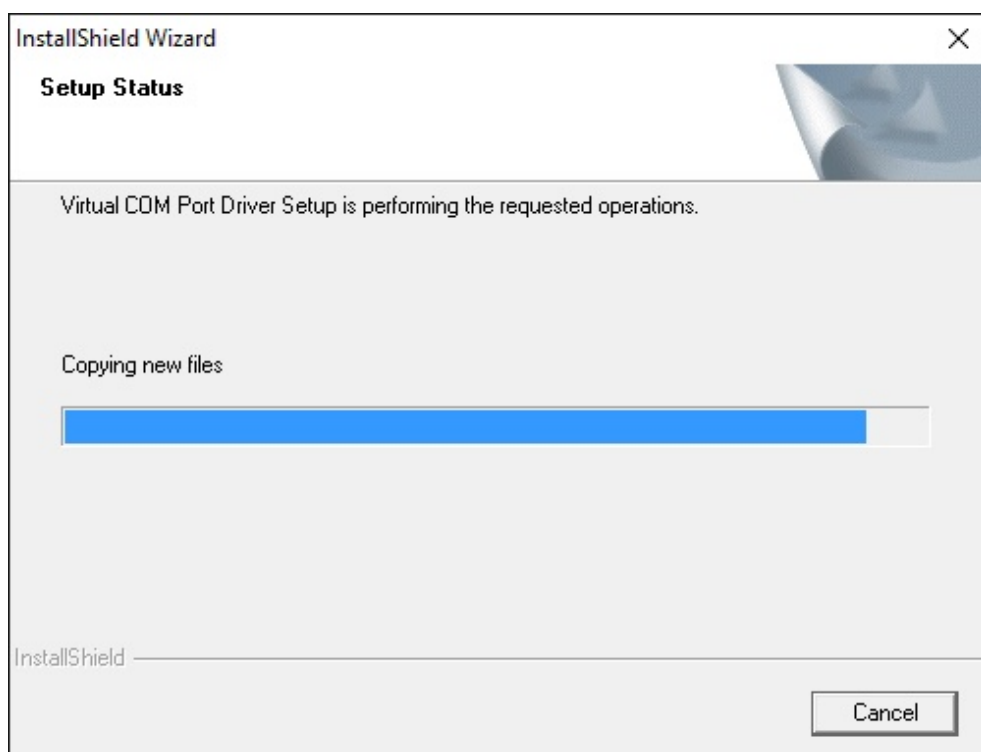 InstallShield Wizard
Setup Status
Virtual COM Port Driver Setup is performing the requested operations.
Copying new files
InstallShield
Cancel